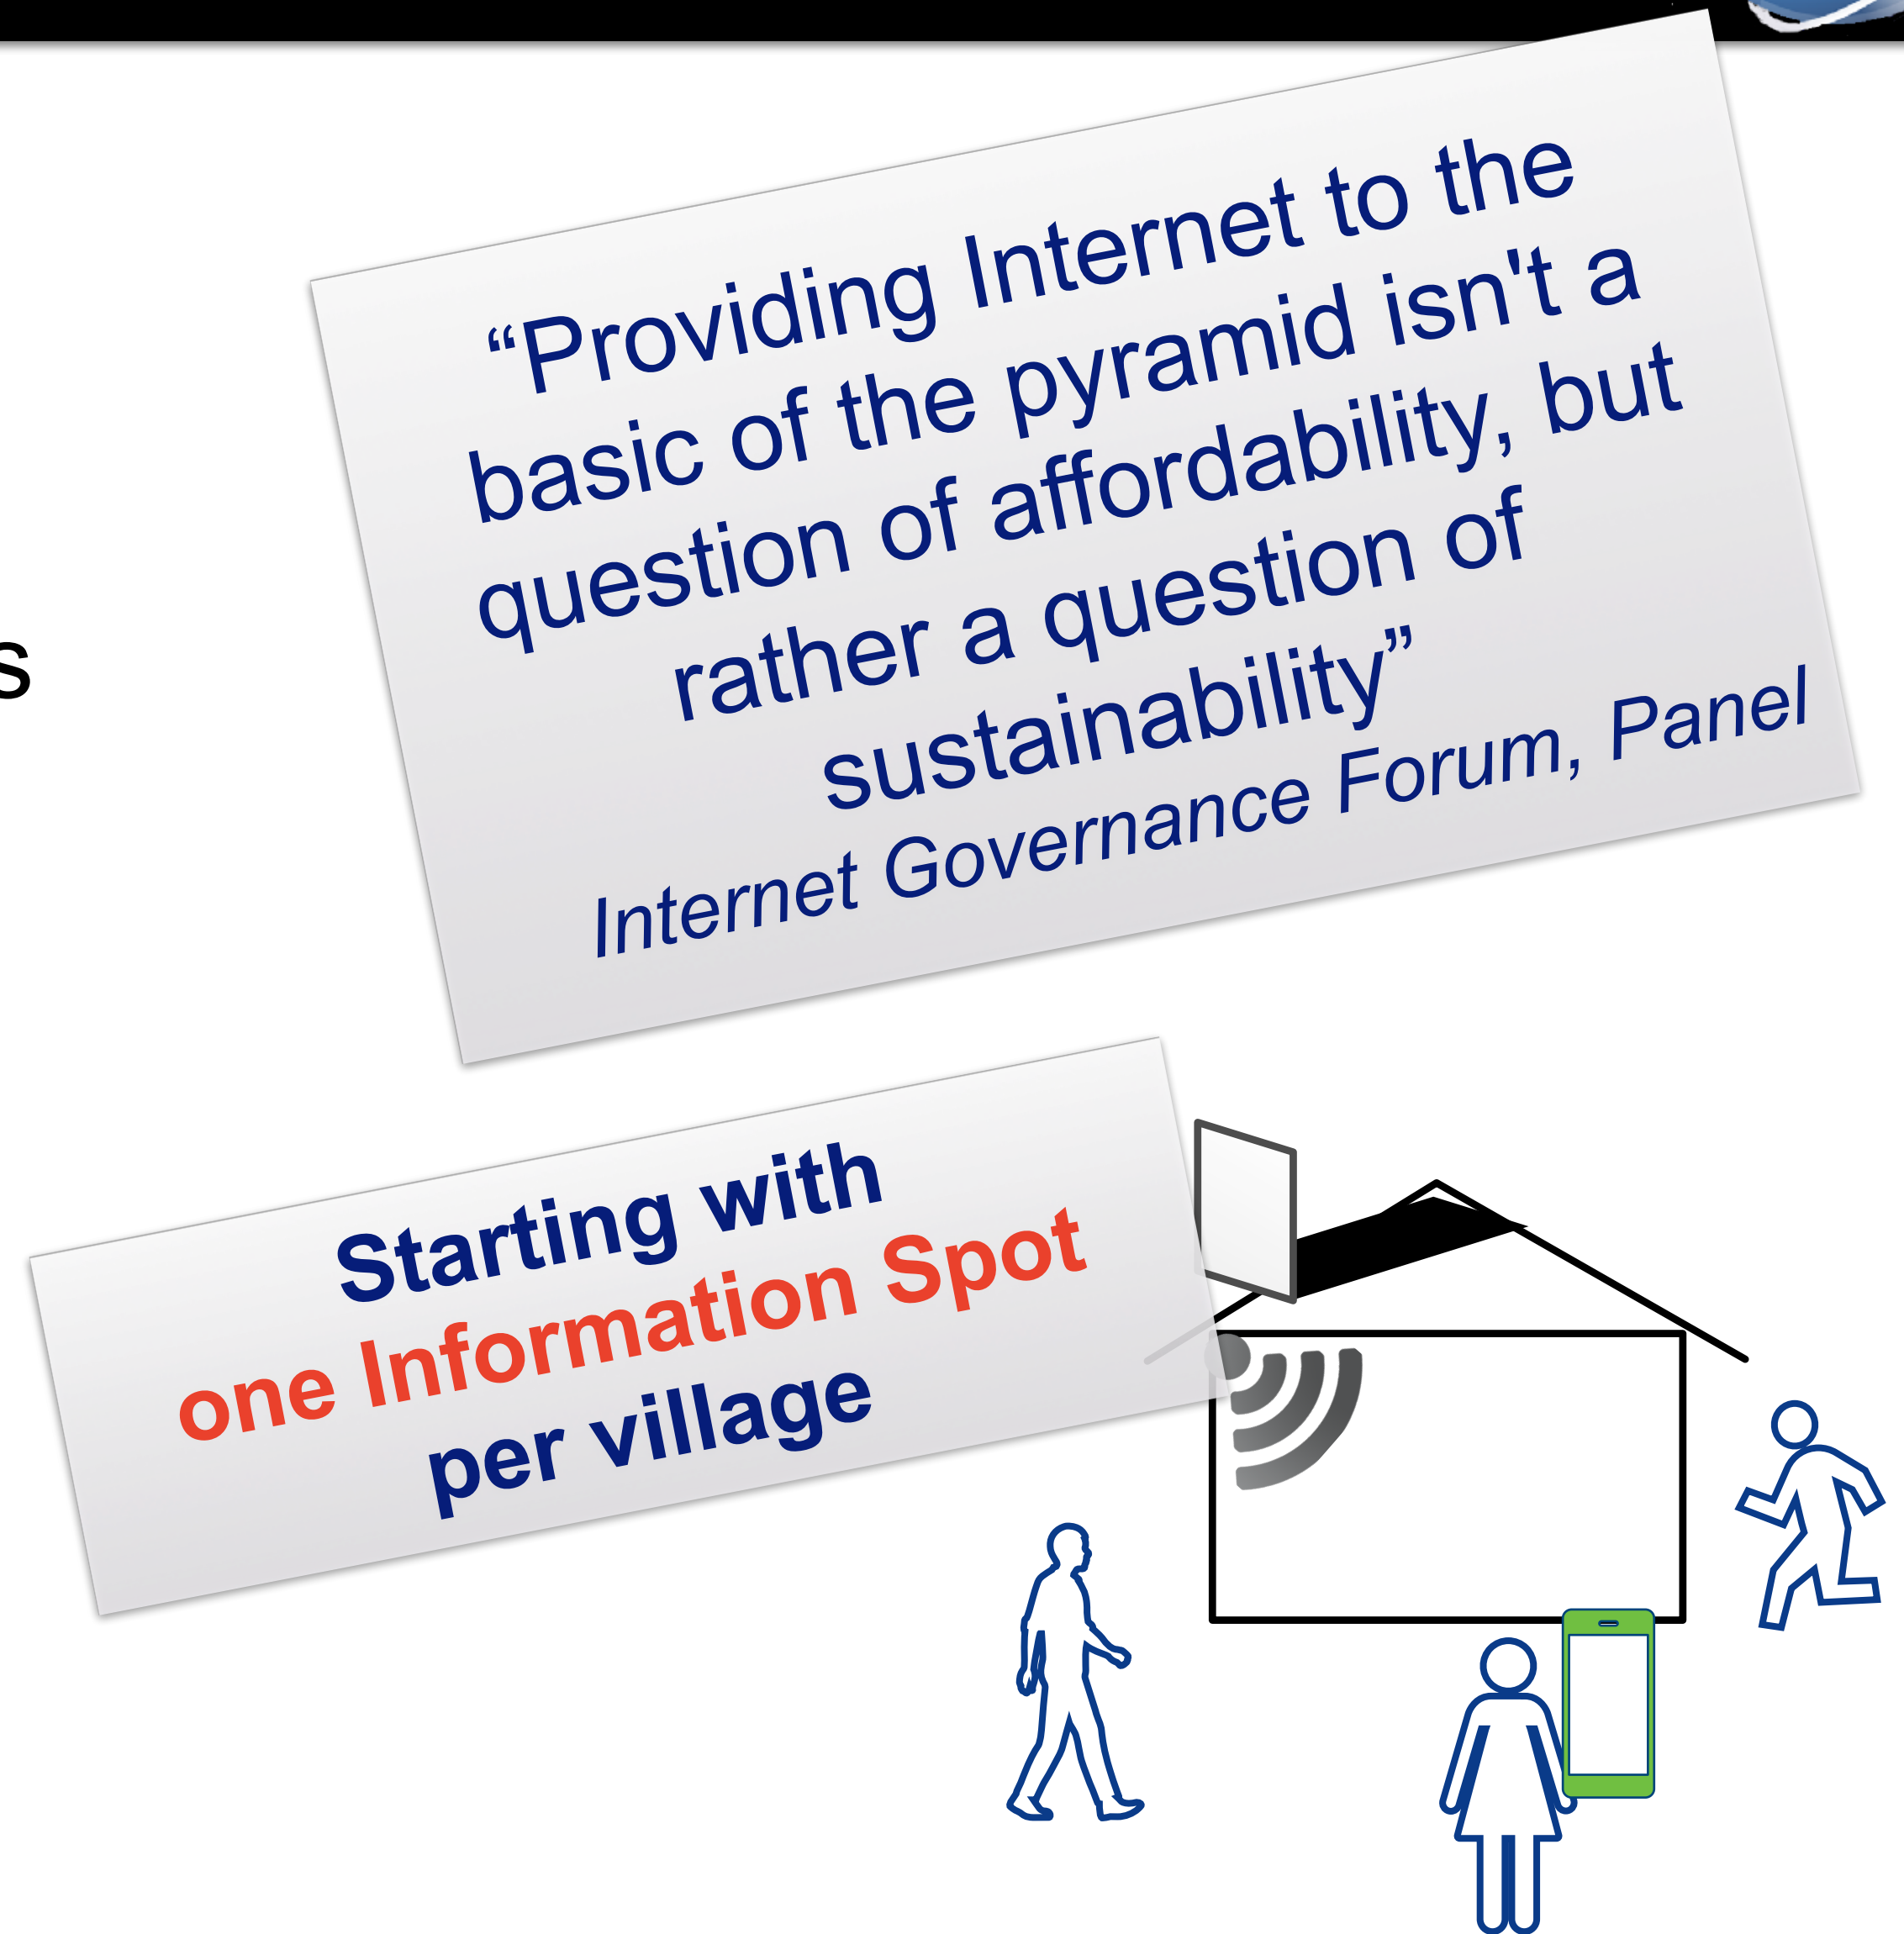 “Providing Internet to the
basic of the pyramid isn't a
question of affordability, but
rather a question of
sustainability”
Internet Governance Forum, Panel
s
Starting with
one Information Spot
per village